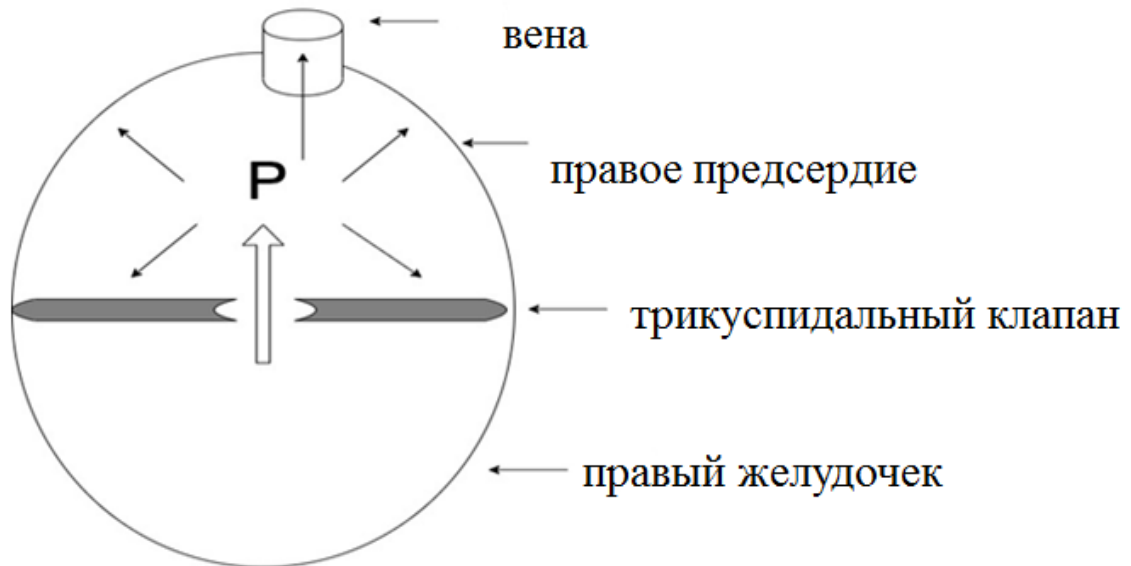 вена
P
правое предсердие
трикуспидальный клапан
правый желудочек